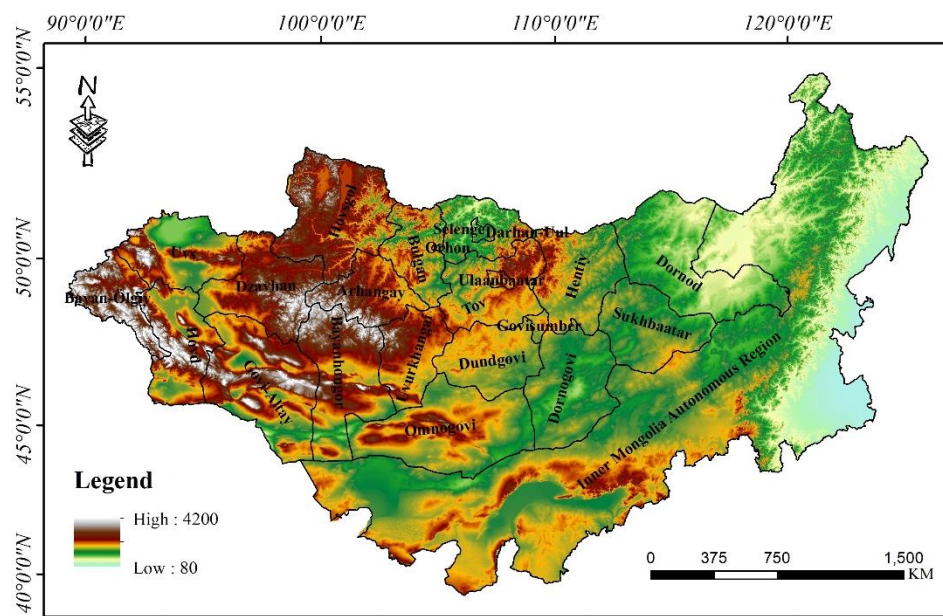 90°0'0"E 100°0'0"E 110°0'0"E 120°0'0"E
55°0'0"N
50°0'0"N
45°0'0"N
40°0'0"N
N
Hovsgol
Selenge
Darhan-Uul
Orhon
Bulgan
Uvs
Ulaanbaatar
Hentiy
Dornod
Dzavhan
Arhangay
Bayan-Olgiy
Tov
Govisumber
Sukhbaatar
Hovd
Bayanhongor
Uvurkhangai
Dundgovi
Govi-Altay
Dornogovi
Omnogovi
Inner Mongolia Autonomous Region
Legend
High : 4200
Low : 80
0 375 750 1,500
KM